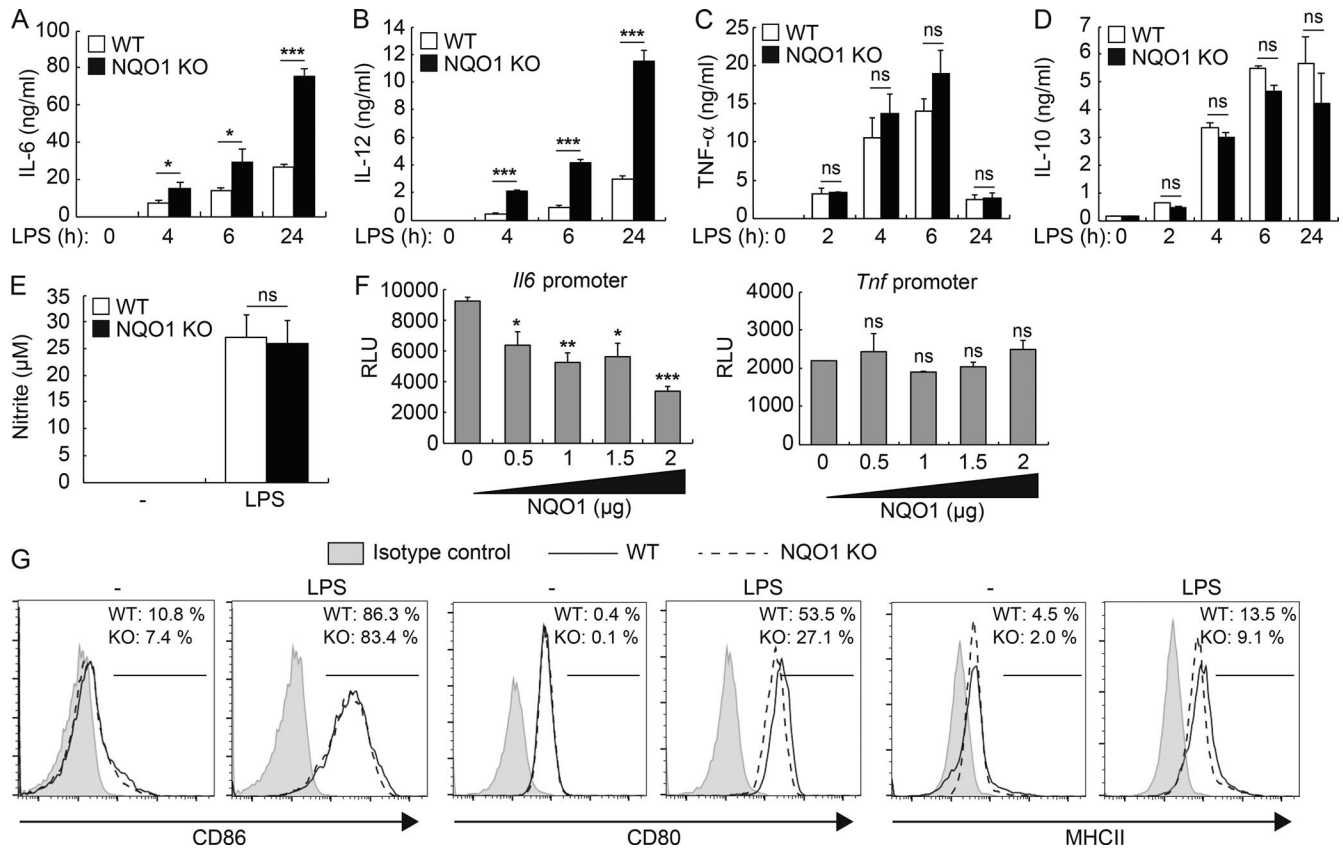 A
IL-6 (ng/ml)
100
80
60
40
20
0
WT
NQO1 KO
*
*
***
LPS (h): 0 4 6 24
B
IL-12 (ng/ml)
14
12
10
8
6
4
2
0
WT
NQO1 KO
***
***
***
LPS (h): 0 4 6 24
C
TNF-α (ng/ml)
25
20
15
10
5
0
WT
NQO1 KO
ns
ns
ns
ns
LPS (h): 0 2 4 6 24
D
IL-10 (ng/ml)
7
6
5
4
3
2
1
0
WT
NQO1 KO
ns
ns
ns
ns
LPS (h): 0 2 4 6 24
E
Nitrite (µM)
35
30
25
25
15
10
5
0
WT
NQO1 KO
ns
- LPS
F
Il6 promoter
RLU
10000
8000
6000
4000
2000
0
*
**
*
***
0 0.5 1 1.5 2
NQO1 (µg)
Tnf promoter
RLU
4000
3000
2000
1000
0
ns
ns
ns
ns
0 0.5 1 1.5 2
NQO1 (µg)
G
Isotype control WT NQO1 KO
-
WT: 10.8 %
KO: 7.4 %
LPS
WT: 86.3 %
KO: 83.4 %
CD86
-
WT: 0.4 %
KO: 0.1 %
LPS
WT: 53.5 %
KO: 27.1 %
CD80
-
WT: 4.5 %
KO: 2.0 %
LPS
WT: 13.5 %
KO: 9.1 %
MHCII